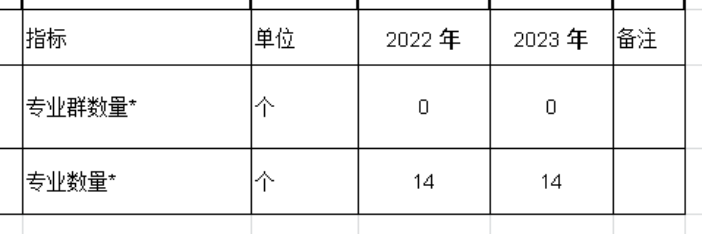 指标 单位 2022 年 2023 年 备注
专业群数量* 个 0 0
专业数量* 个 14 14